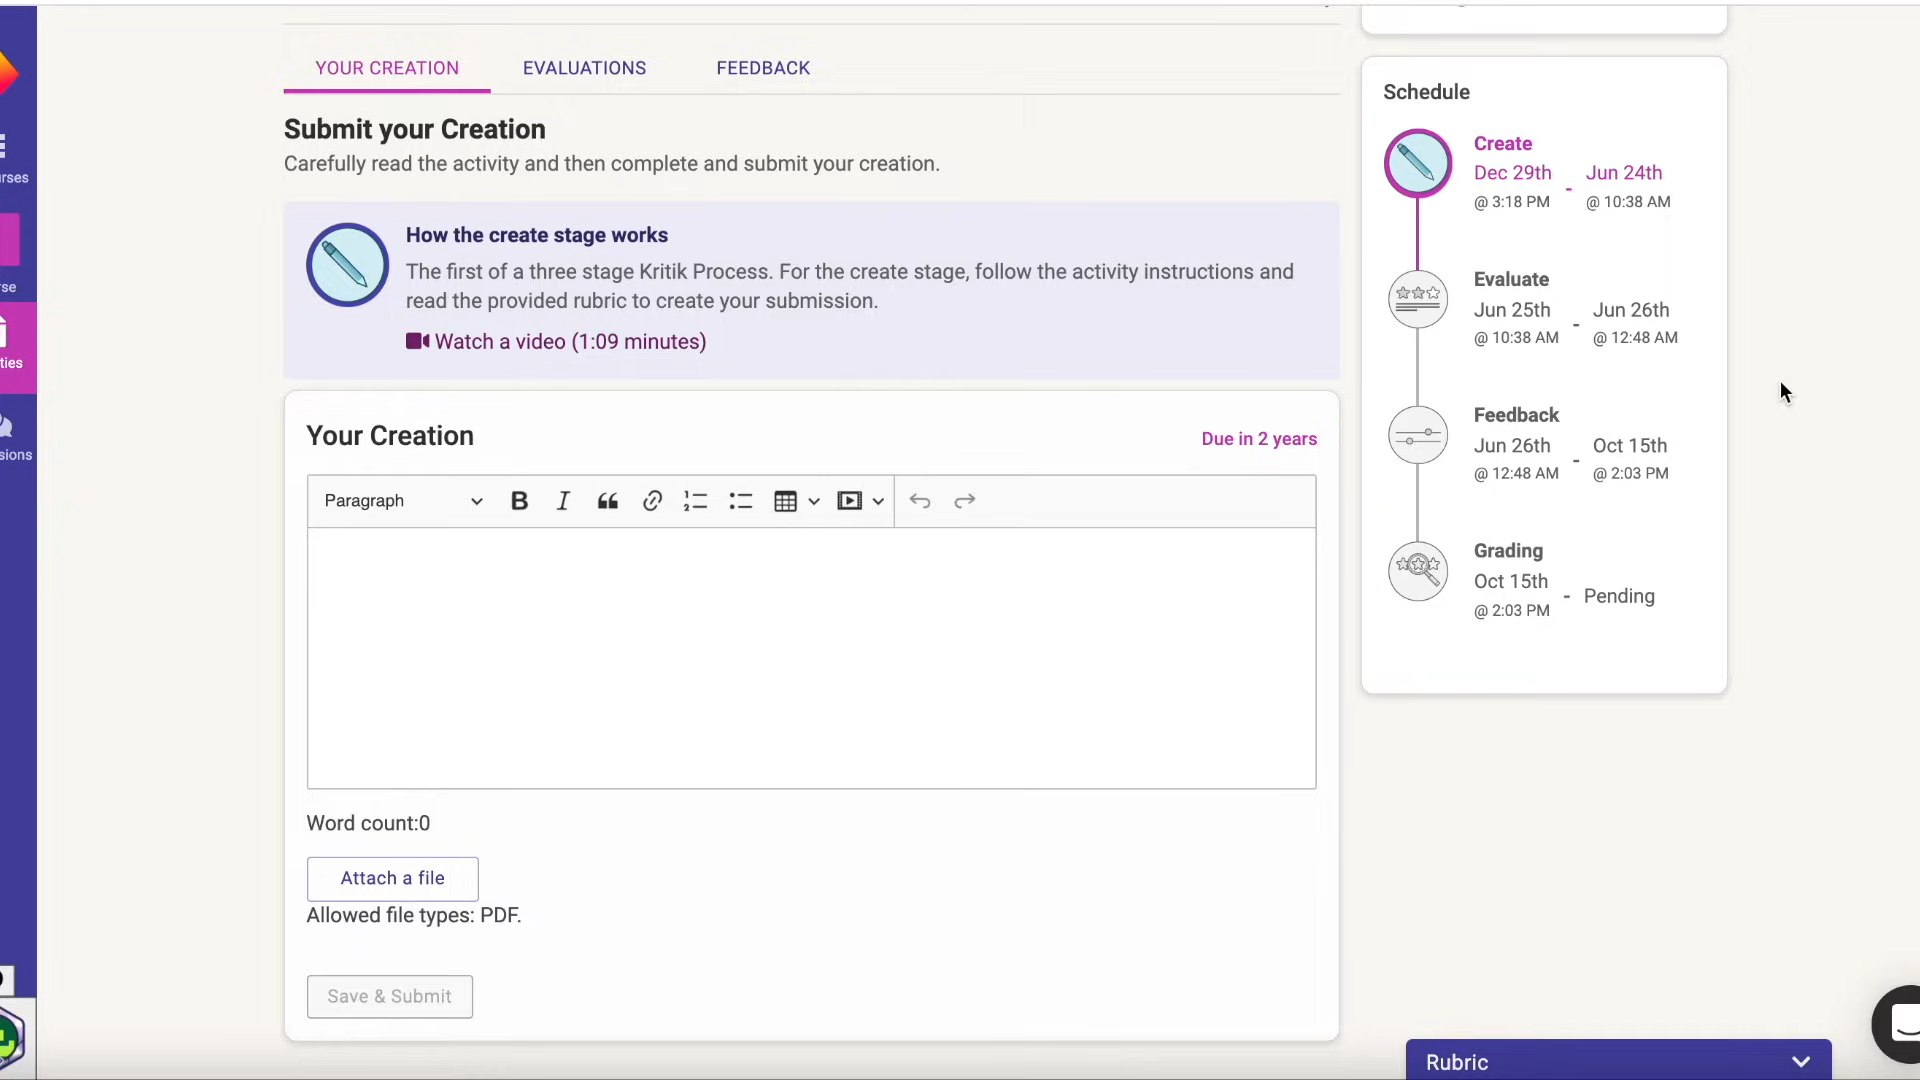 YOUR CREATION
EVALUATIONS
FEEDBACK
Submit your Creation
Carefully read the activity and then complete and submit your creation.
How the create stage works
The first of a three stage Kritik Process. For the create stage, follow the activity instructions and
read the provided rubric to create your submission.
Watch a video (1:09 minutes)
Your Creation
Due in 2 years
Paragraph
Word count:0
Attach a file
Allowed file types: PDF.
Save & Submit
Schedule
Create
Dec 29th - Jun 24th
@ 3:18 PM @ 10:38 AM
Evaluate
Jun 25th - Jun 26th
@ 10:38 AM @ 12:48 AM
Feedback
Jun 26th - Oct 15th
@ 12:48 AM @ 2:03 PM
Grading
Oct 15th - Pending
@ 2:03 PM
Rubric
rses
rse
ties
sions